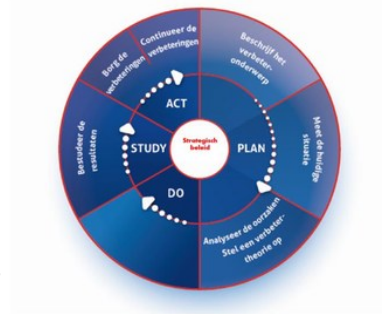 Continueer de
verbeteringen
Borg de
verbeteringen
Beschrijf het
verbeter-
onderwerp
ACT
Bestudeer de
resultaten
STUDY
Strategisch
beleid
PLAN
Meet de huidige
situatie
DO
Analyseer de oorzaken
Stel een verbeter-
theorie op